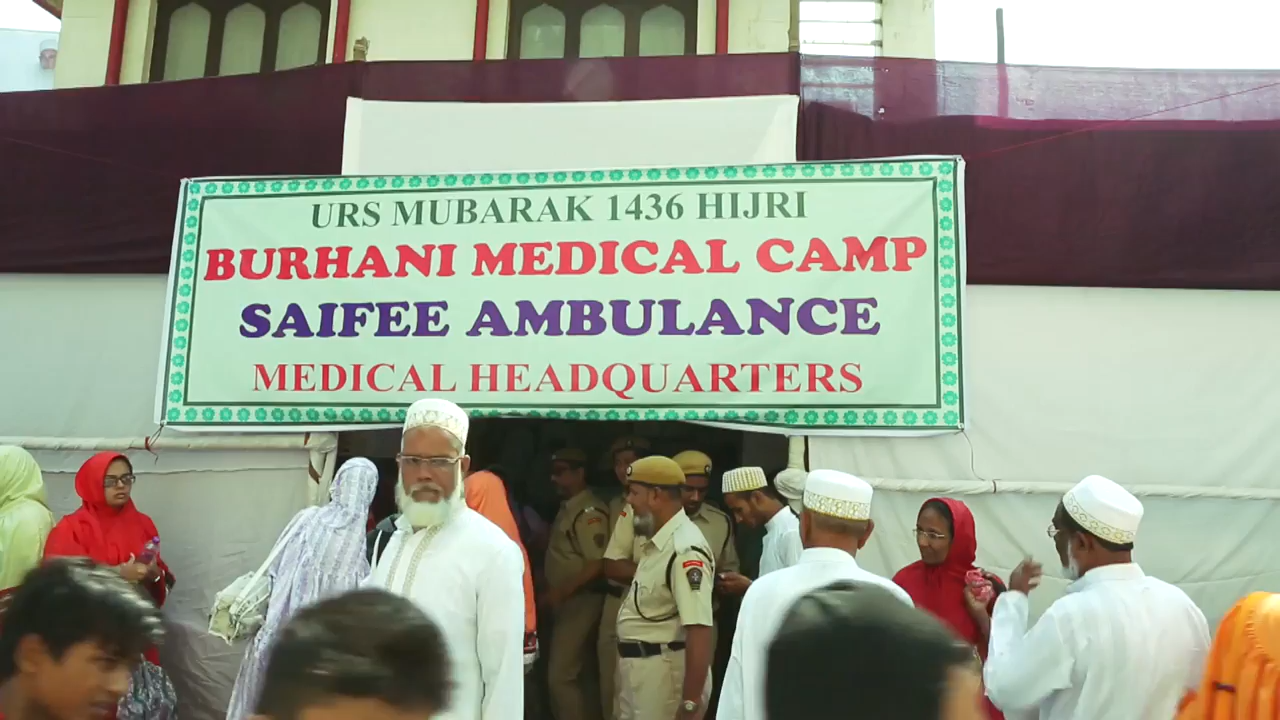 URS MUBARAK 1436 HIJRI
BURHANI MEDICAL CAMP
SAIFEE AMBULANCE
MEDICAL HEADQUARTERS